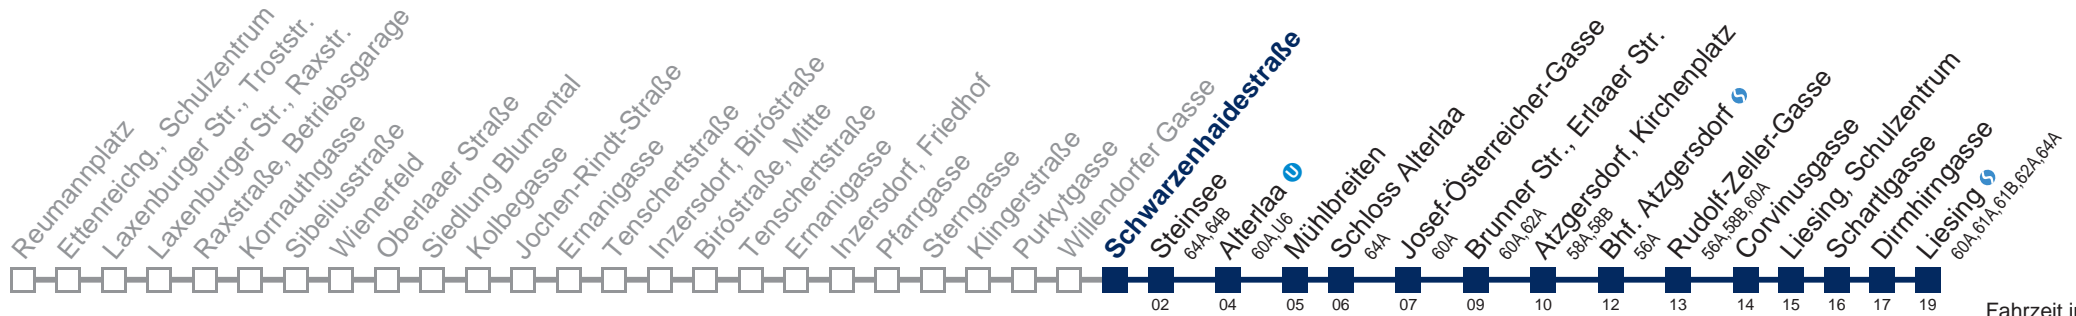 Reumannplatz
Ettenreichg., Schulzentrum
Laxenburger Str., Troststr.
Laxenburger Str., Raxstr.
Raxstraße, Betriebsgarage
Kornauthgasse
Sibeliusstraße
Wienerfeld
Oberlaaer Straße
Siedlung Blumental
Kolbegasse
Jochen-Rindt-Straße
Ernanigasse
Tenschertstraße
Inzersdorf, Biróstraße
Biróstraße, Mitte
Tenschertstraße
Ernanigasse
Inzersdorf, Friedhof
Pfarrgasse
Sterngasse
Klingerstraße
Purkytgasse
Willendorfer Gasse
Schwarzenhaidestraße
Steinsee
64A,64B
Alterlaa U
60A,U6
Mühlbreiten
Schloss Alterlaa
64A
Josef-Österreicher-Gasse
60A
Brunner Str., Erlaaer Str.
60A,62A
Atzgersdorf, Kirchenplatz
58A,58B
Bhf. Atzgersdorf S
56A
Rudolf-Zeller-Gasse
56A,58B,60A
Corvinusgasse
Liesing, Schulzentrum
Schartlgasse
Dirmhirngasse
Liesing S
60A,61A,61B,62A,64A
02 04 05 06 07 09 10 12 13 14 15 16 17 19
Fahrzeit in